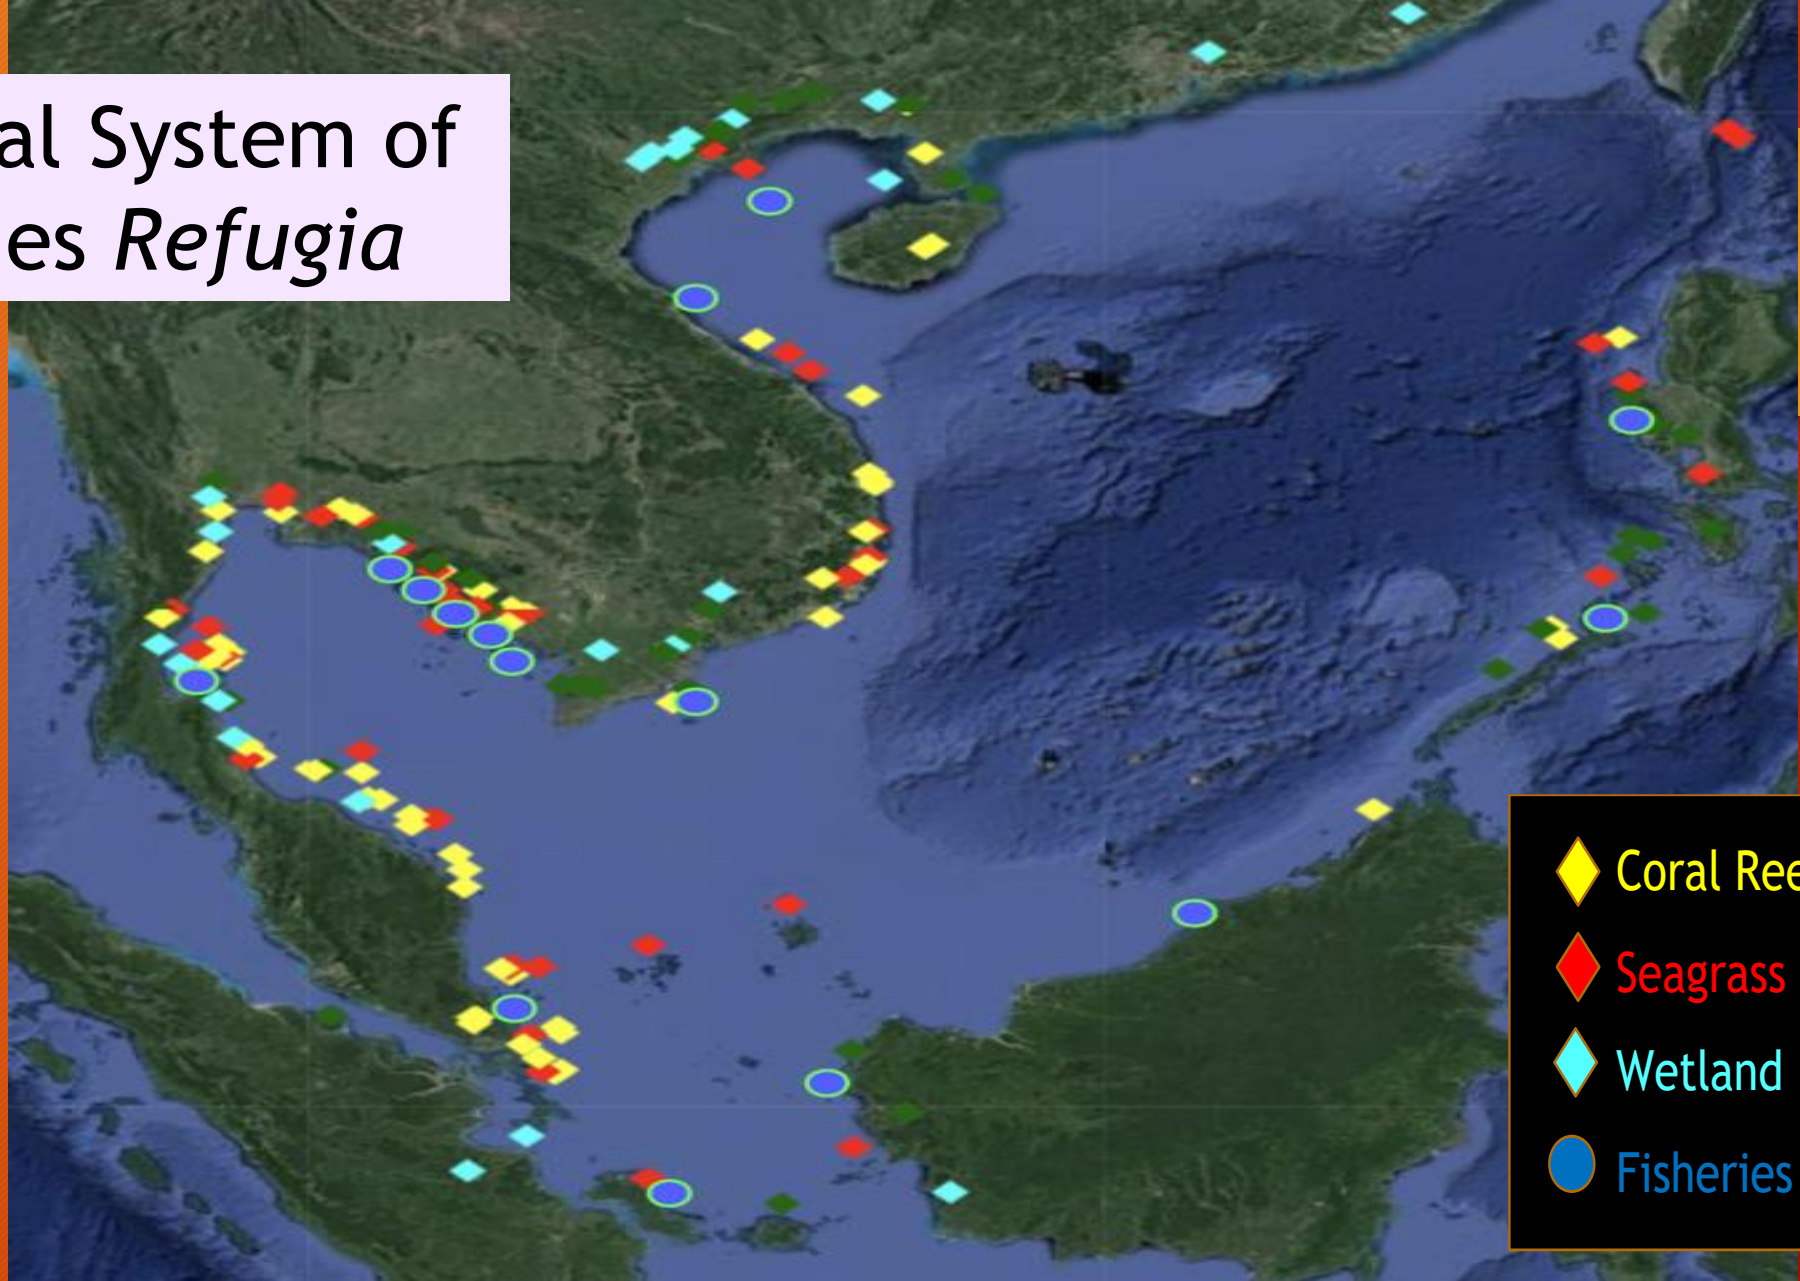 al System of
es Refugia
Coral Ree
Seagrass
Wetland
Fisheries